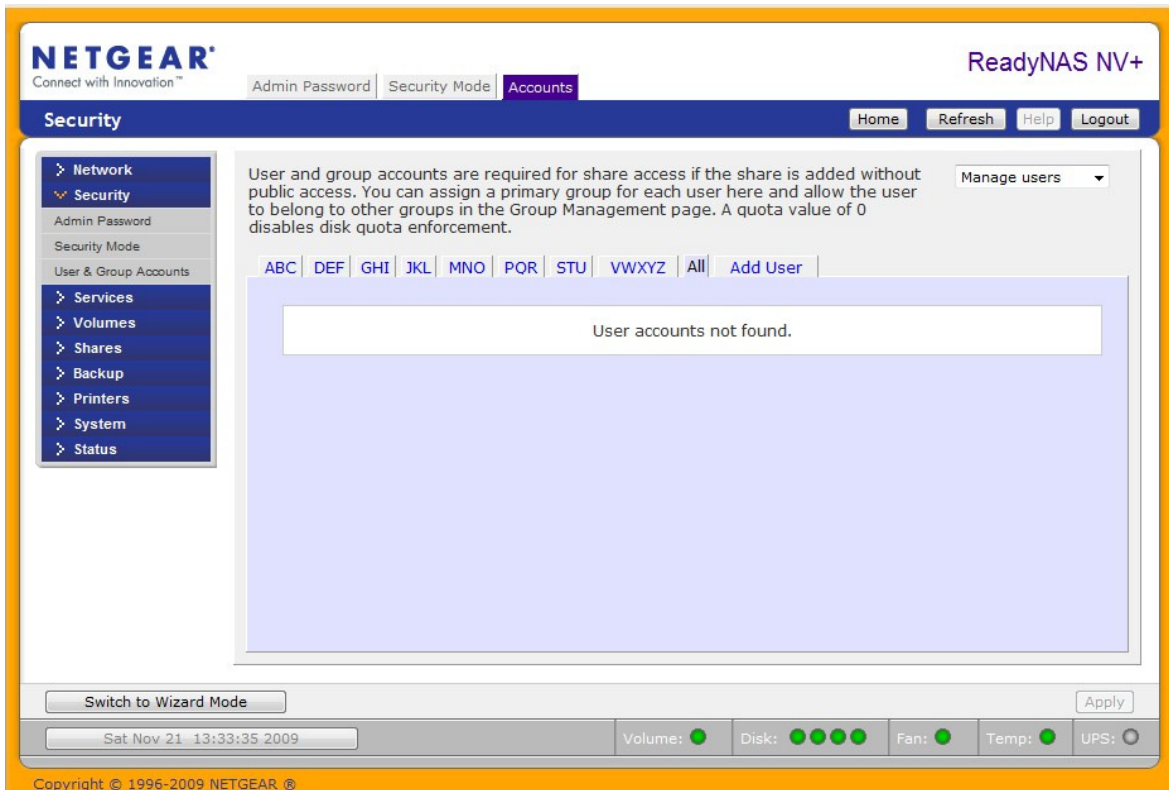 NETGEAR®
Connect with Innovation™
ReadyNAS NV+
Admin Password
Security Mode
Accounts
Security
Home
Refresh
Help
Logout
Network
Security
Admin Password
Security Mode
User & Group Accounts
Services
Volumes
Shares
Backup
Printers
System
Status
User and group accounts are required for share access if the share is added without
public access. You can assign a primary group for each user here and allow the user
to belong to other groups in the Group Management page. A quota value of 0
disables disk quota enforcement.
Manage users
ABC
DEF
GHI
JKL
MNO
PQR
STU
VWXYZ
All
Add User
User accounts not found.
Switch to Wizard Mode
Apply
Sat Nov 21 13:33:35 2009
Volume:
Disk:
Fan:
Temp:
UPS:
Copyright © 1996-2009 NETGEAR ®